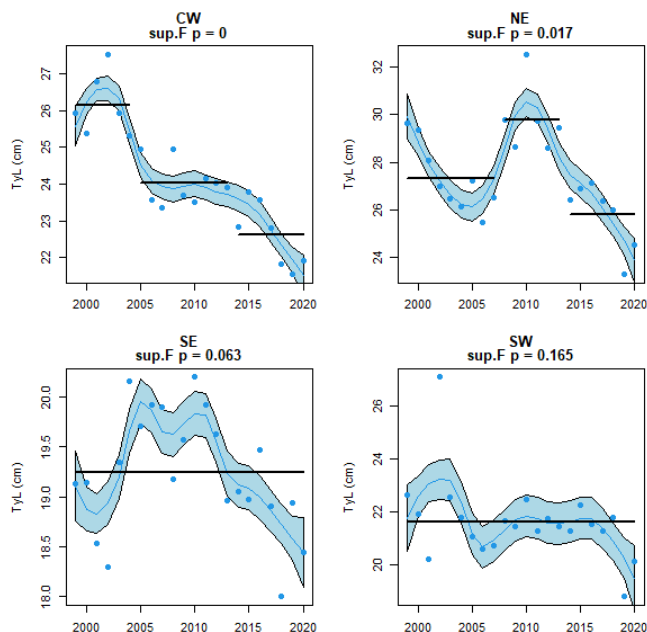 CW
sup.F p = 0
TyL (cm)
27
26
25
24
23
22
2000 2005 2010 2015 2020
NE
sup.F p = 0.017
TyL (cm)
32
30
28
26
24
2000 2005 2010 2015 2020
SE
sup.F p = 0.063
TyL (cm)
20.0
19.5
19.0
18.5
18.0
2000 2005 2010 2015 2020
SW
sup.F p = 0.165
TyL (cm)
26
24
22
20
2000 2005 2010 2015 2020